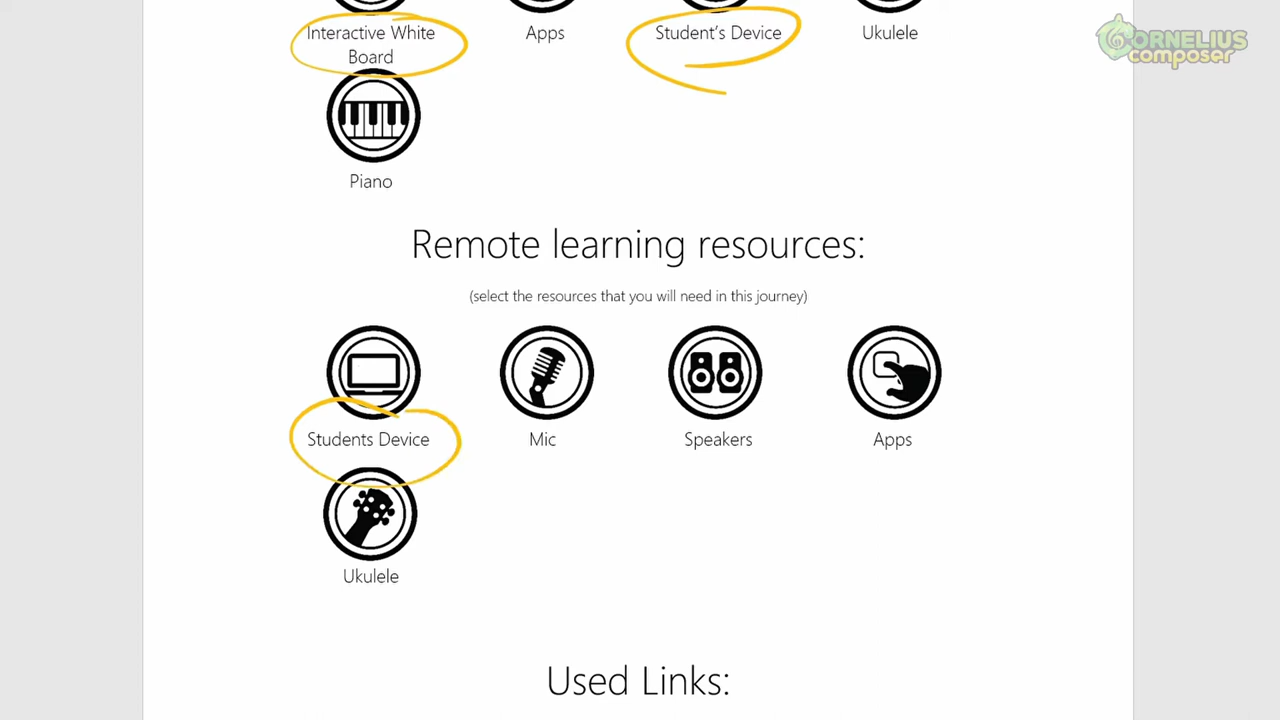 Interactive White
Board
Apps
Student's Device
Ukulele
CORNELIUS
composer
Piano
Remote learning resources:
(select the resources that you will need in this journey)
Students Device
Mic
Speakers
Apps
Ukulele
Used Links: